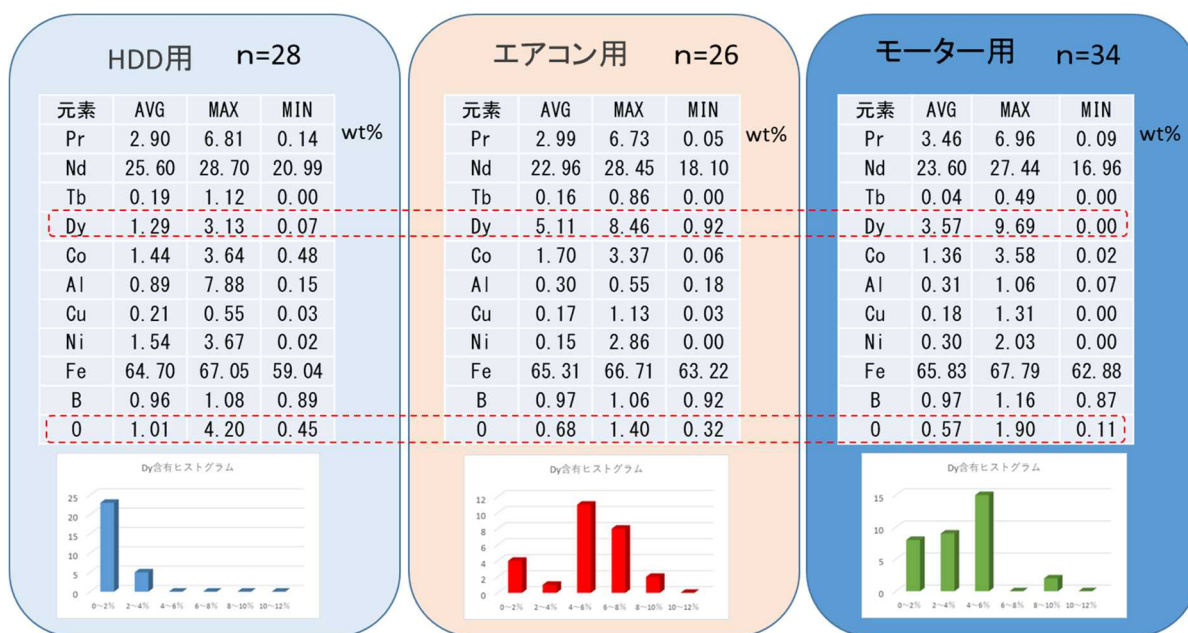 HDD用 n=28
元素 AVG MAX MIN
wt%
Pr 2.90 6.81 0.14
Nd 25.60 28.70 20.99
Tb 0.19 1.12 0.00
Dy 1.29 3.13 0.07
Co 1.44 3.64 0.48
Al 0.89 7.88 0.15
Cu 0.21 0.55 0.03
Ni 1.54 3.67 0.02
Fe 64.70 67.05 59.04
B 0.96 1.08 0.89
O 1.01 4.20 0.45
Dy含有ヒストグラム
25
20
15
10
5
0
0～2% 2～4% 4～6% 6～8% 8～10% 10～12%
エアコン用 n=26
元素 AVG MAX MIN
wt%
Pr 2.99 6.73 0.05
Nd 22.96 28.45 18.10
Tb 0.16 0.86 0.00
Dy 5.11 8.46 0.92
Co 1.70 3.37 0.06
Al 0.30 0.55 0.18
Cu 0.17 1.13 0.03
Ni 0.15 2.86 0.00
Fe 65.31 66.71 63.22
B 0.97 1.06 0.92
O 0.68 1.40 0.32
Dy含有ヒストグラム
12
10
8
6
4
2
0
0～2% 2～4% 4～6% 6～8% 8～10% 10～12%
モーター用 n=34
元素 AVG MAX MIN
wt%
Pr 3.46 6.96 0.09
Nd 23.60 27.44 16.96
Tb 0.04 0.49 0.00
Dy 3.57 9.69 0.00
Co 1.36 3.58 0.02
Al 0.31 1.06 0.07
Cu 0.18 1.31 0.00
Ni 0.30 2.03 0.00
Fe 65.83 67.79 62.88
B 0.97 1.16 0.87
O 0.57 1.90 0.11
Dy含有ヒストグラム
15
10
5
0
0～2% 2～4% 4～6% 6～8% 8～10% 10～12%